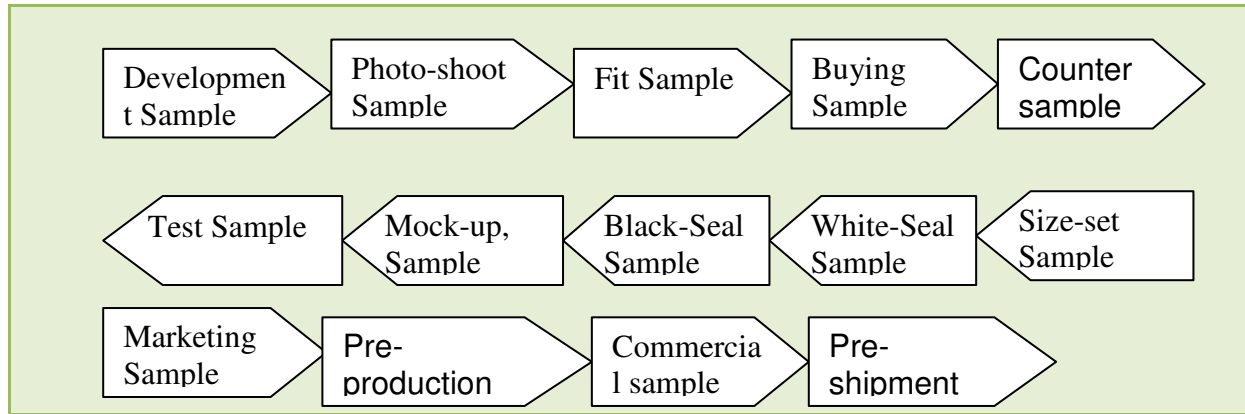 Developmen
t Sample
Photo-shoot
Sample
Fit Sample
Buying
Sample
Counter
sample
Test Sample
Mock-up,
Sample
Black-Seal
Sample
White-Seal
Sample
Size-set
Sample
Marketing
Sample
Pre-
production
Commercia
l sample
Pre-
shipment